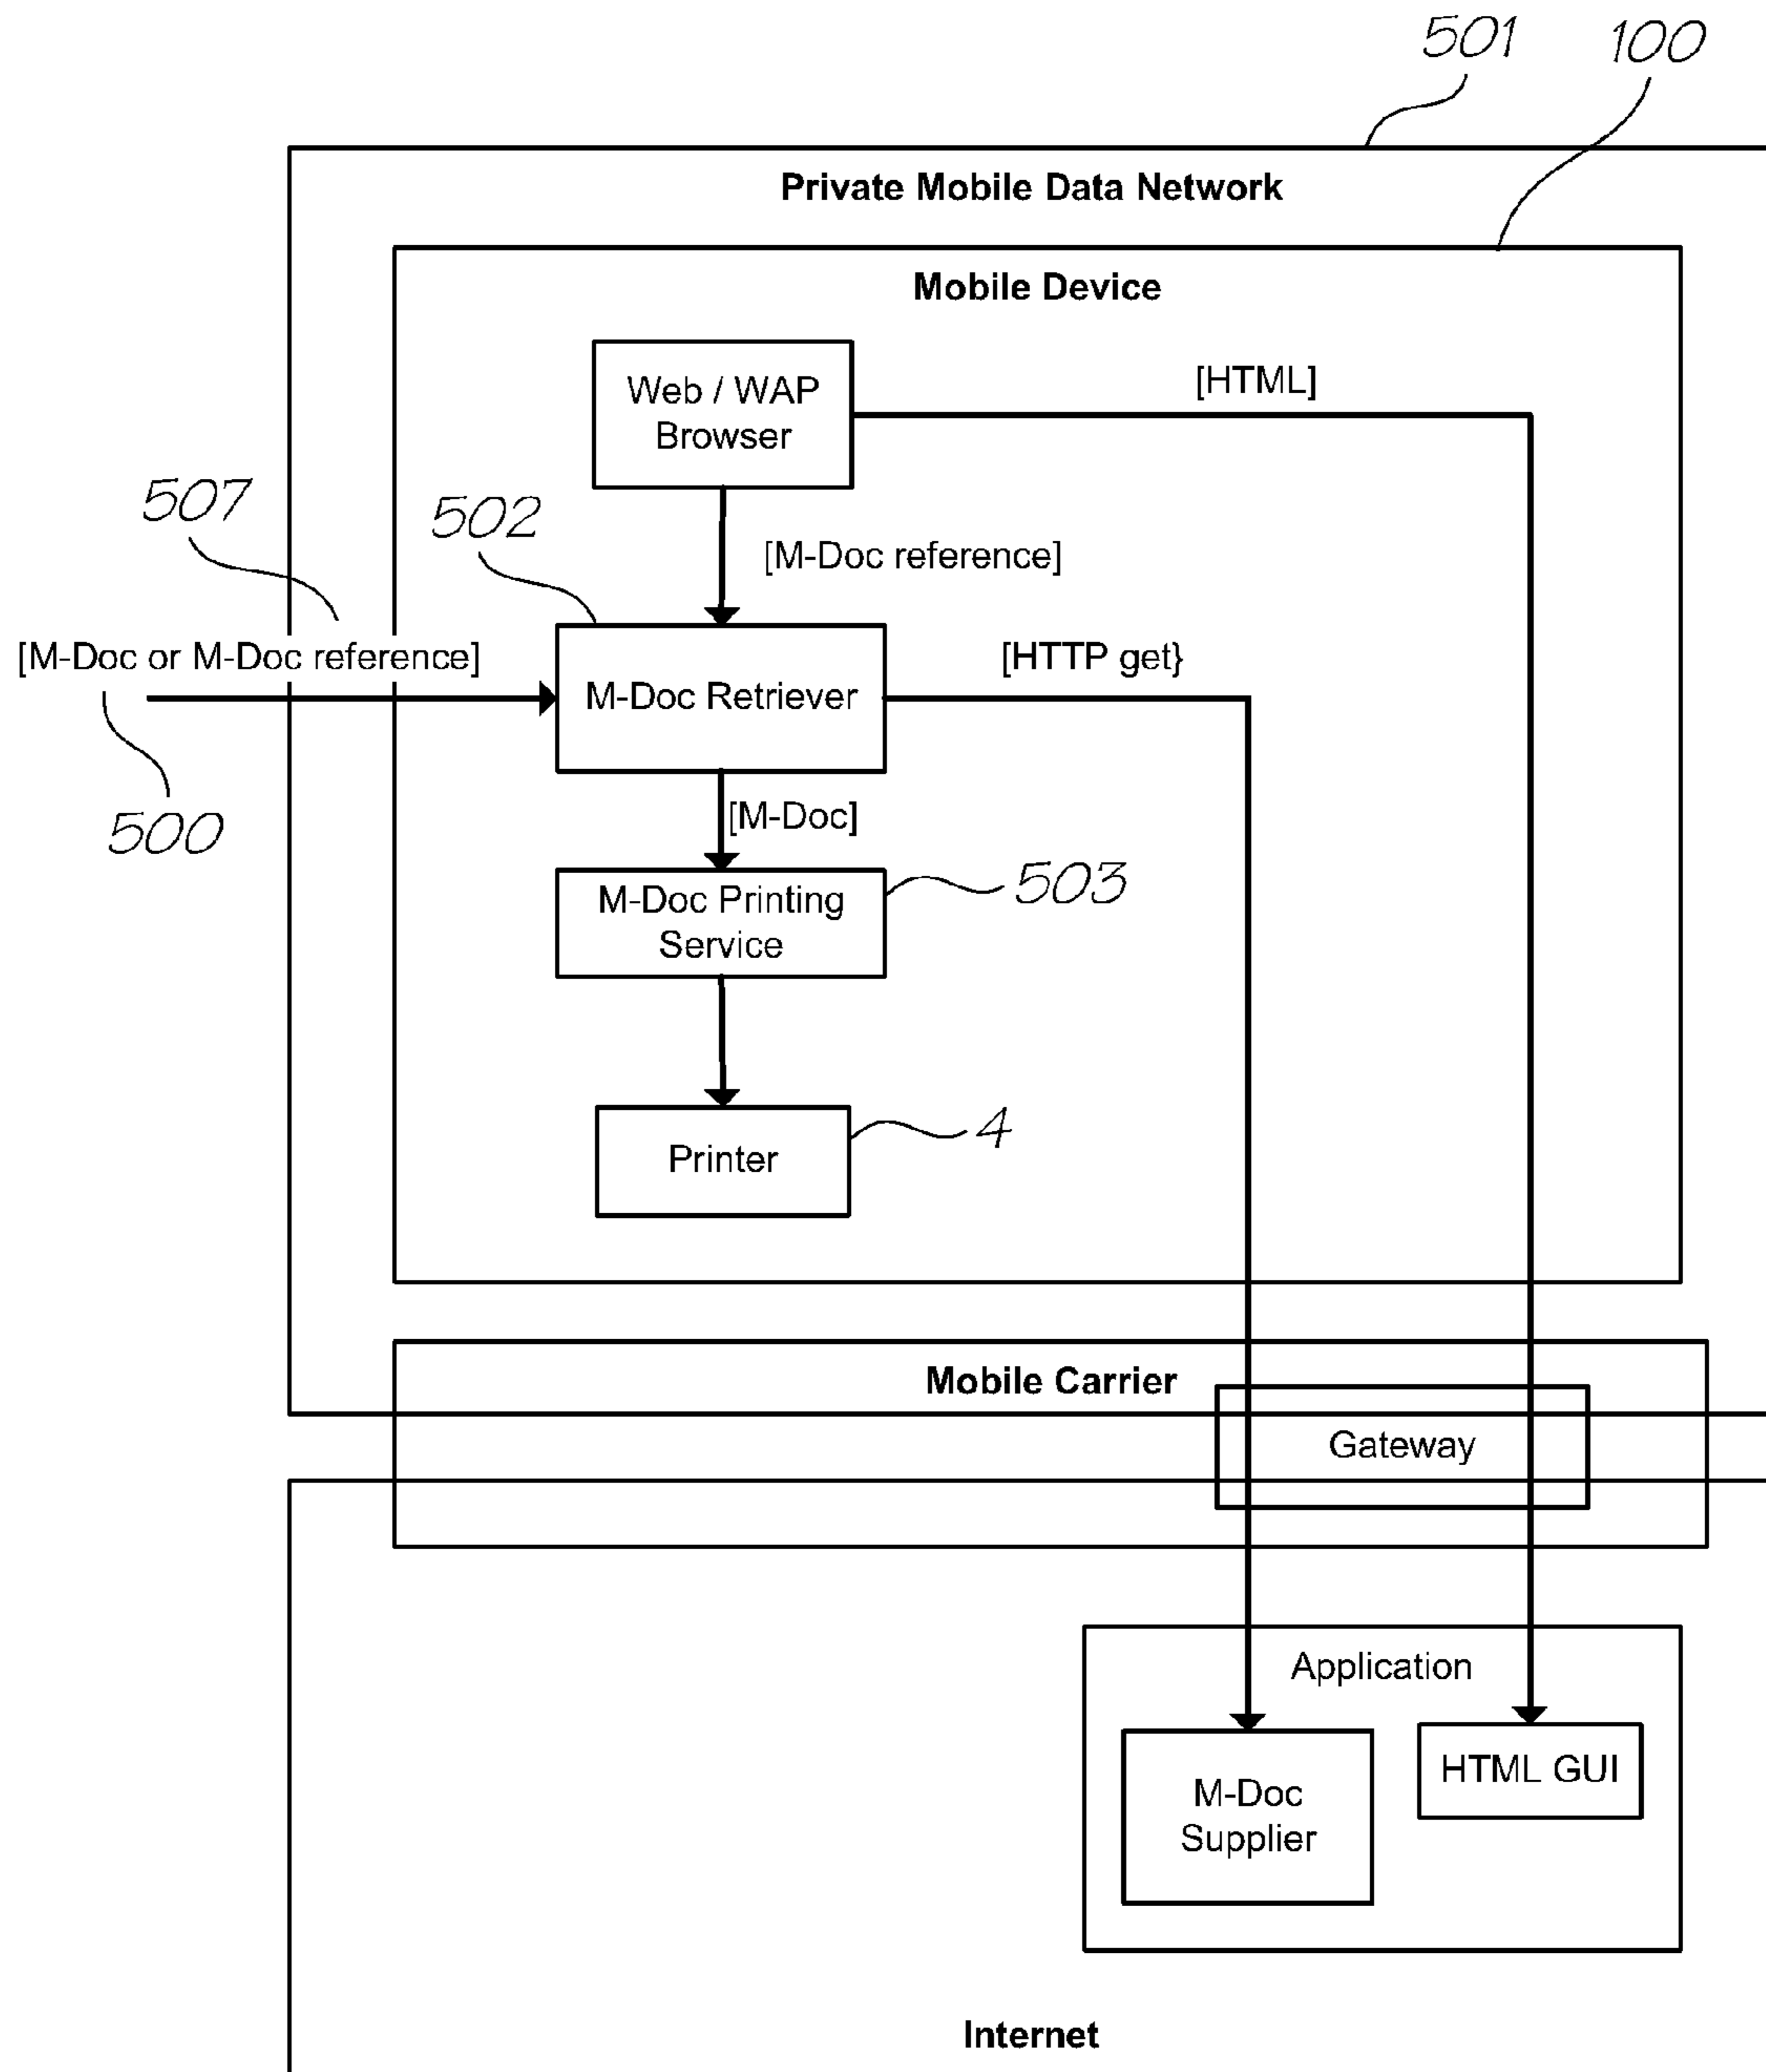 501
100
Private Mobile Data Network
Mobile Device
Web / WAP
Browser
[HTML]
507
502
[M-Doc reference]
[M-Doc or M-Doc reference]
M-Doc Retriever
[HTTP get}
500
[M-Doc]
M-Doc Printing
Service
503
Printer
4
Mobile Carrier
Gateway
Application
M-Doc
Supplier
HTML GUI
Internet